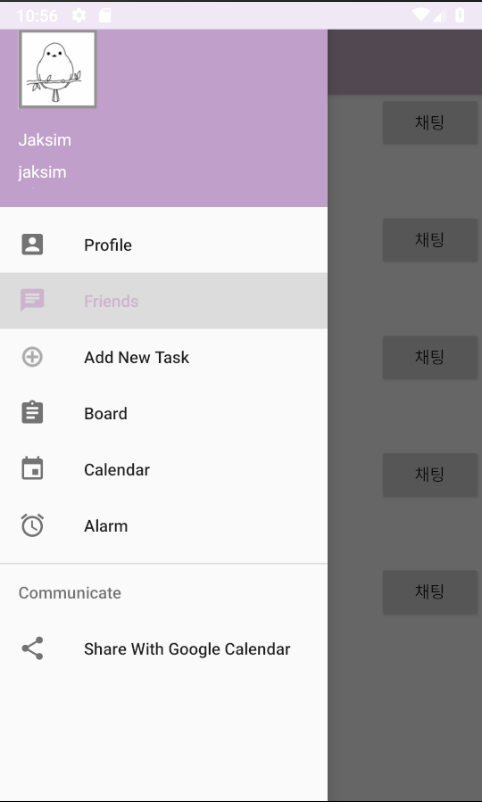 10:56
Jaksim
jaksim
채팅
Profile
채팅
Friends
Add New Task
채팅
Board
Calendar
채팅
Alarm
Communicate
채팅
Share With Google Calendar